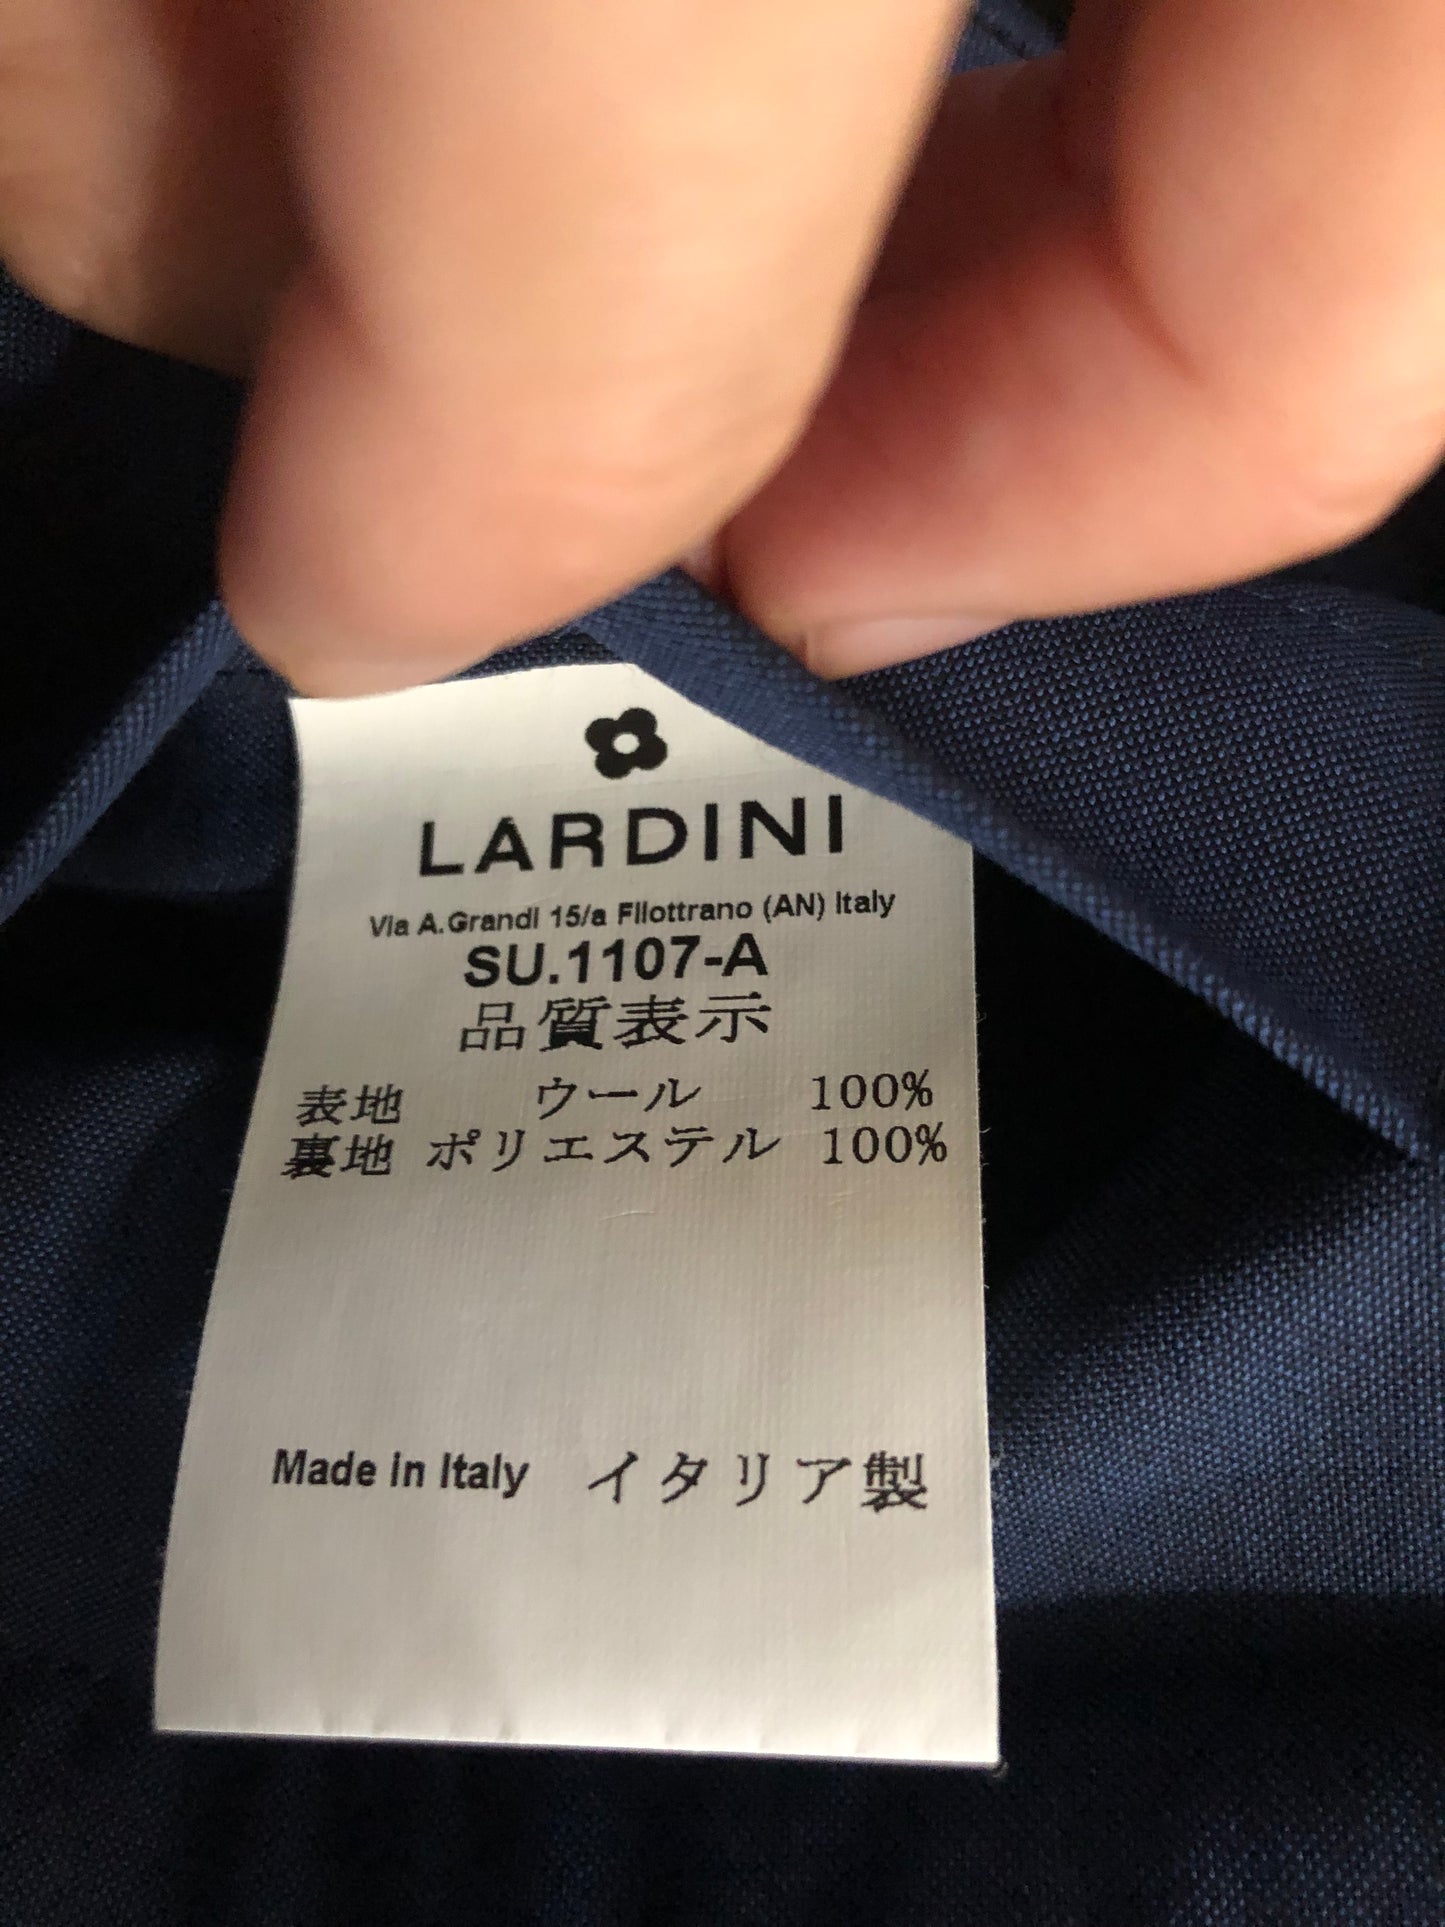 LARDINI
Via A.Grandi 15/a Filottrano (AN) Italy
SU.1107-A
品質表示
表地 ウール 100%
裏地 ポリエステル 100%
Made in Italy イタリア製